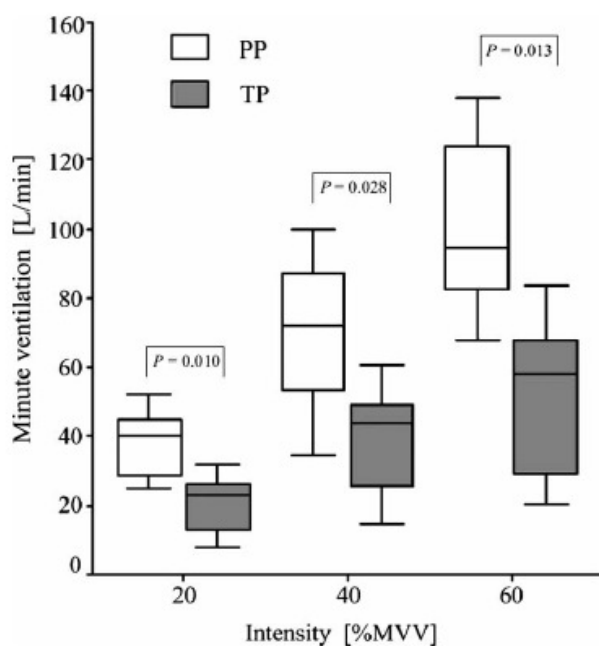 160
140
120
100
80
60
40
20
0
Minute ventilation [L/min]
PP
TP
P = 0.010
P = 0.028
P = 0.013
20 40 60
Intensity [%MVV]